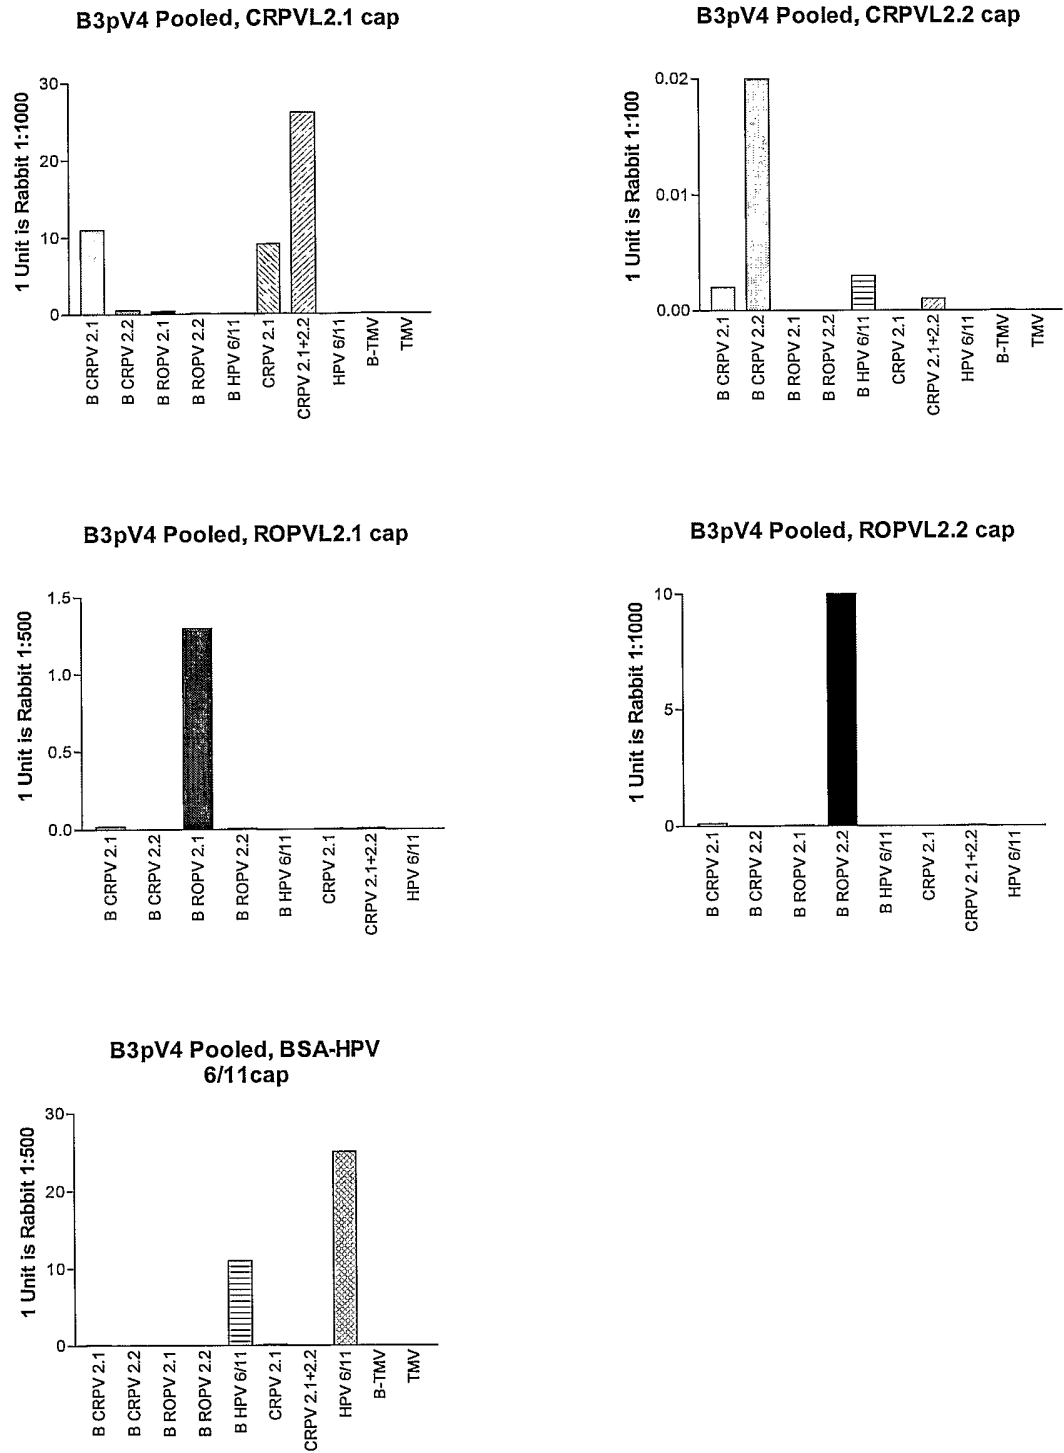 B3pV4 Pooled, CRPVL2.1 cap
1 Unit is Rabbit 1:1000
30
20
10
0
B CRPV 2.1
B CRPV 2.2
B ROPV 2.1
B ROPV 2.2
B HPV 6/11
CRPV 2.1
CRPV 2.1+2.2
HPV 6/11
B-TMV
TMV
B3pV4 Pooled, CRPVL2.2 cap
1 Unit is Rabbit 1:100
0.02
0.01
0.00
B CRPV 2.1
B CRPV 2.2
B ROPV 2.1
B ROPV 2.2
B HPV 6/11
CRPV 2.1
CRPV 2.1+2.2
HPV 6/11
B-TMV
TMV
B3pV4 Pooled, ROPVL2.1 cap
1 Unit is Rabbit 1:500
1.5
1.0
0.5
0.0
B CRPV 2.1
B CRPV 2.2
B ROPV 2.1
B ROPV 2.2
B HPV 6/11
CRPV 2.1
CRPV 2.1+2.2
HPV 6/11
B3pV4 Pooled, ROPVL2.2 cap
1 Unit is Rabbit 1:1000
10
5
0
B CRPV 2.1
B CRPV 2.2
B ROPV 2.1
B ROPV 2.2
B HPV 6/11
CRPV 2.1
CRPV 2.1+2.2
HPV 6/11
B3pV4 Pooled, BSA-HPV
6/11cap
1 Unit is Rabbit 1:500
30
20
10
0
B CRPV 2.1
B CRPV 2.2
B ROPV 2.1
B ROPV 2.2
B HPV 6/11
CRPV 2.1
CRPV 2.1+2.2
HPV 6/11
B-TMV
TMV